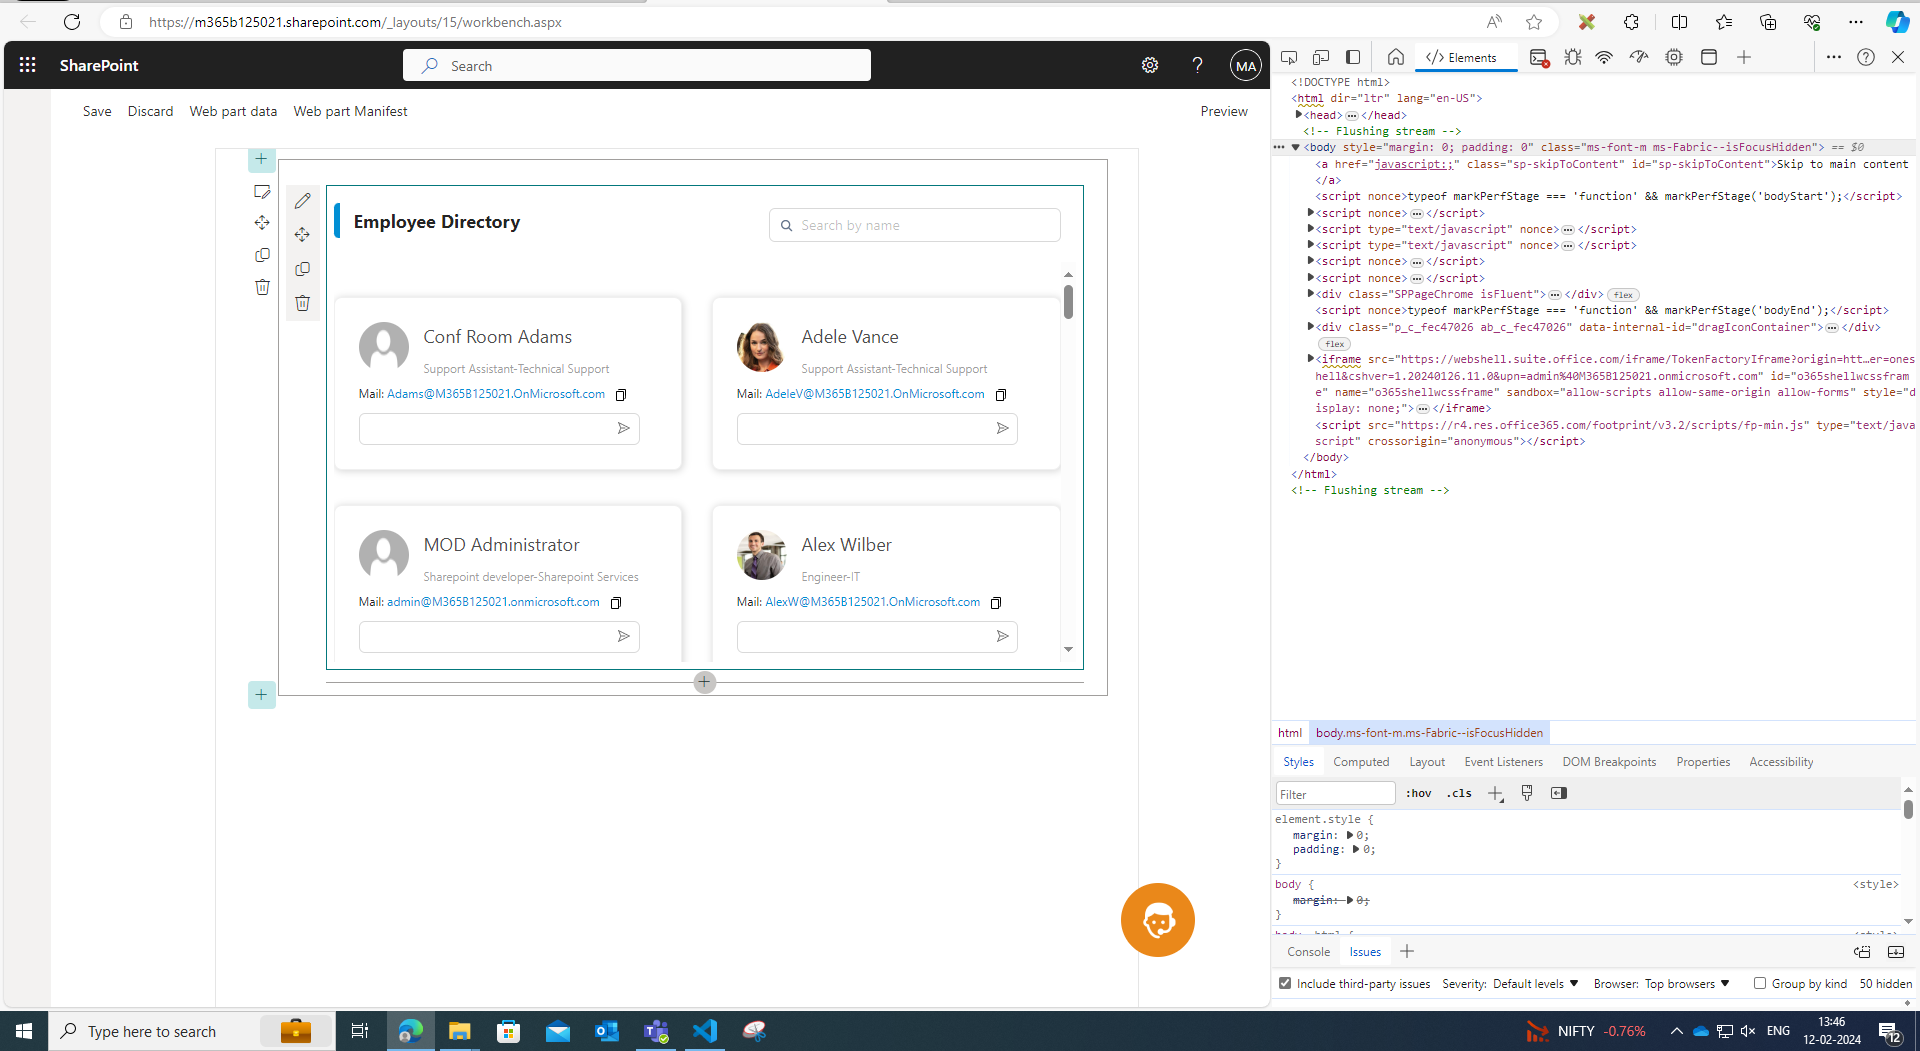 https://m365b125021.sharepoint.com/_layouts/15/workbench.aspx
SharePoint
Search
MA
Save Discard Web part data Web part Manifest
Preview
Employee Directory
Search by name
Conf Room Adams
Support Assistant-Technical Support
Mail: Adams@M365B125021.OnMicrosoft.com
Adele Vance
Support Assistant-Technical Support
Mail: AdeleV@M365B125021.OnMicrosoft.com
MOD Administrator
Sharepoint developer-Sharepoint Services
Mail: admin@M365B125021.onmicrosoft.com
Alex Wilber
Engineer-IT
Mail: AlexW@M365B125021.OnMicrosoft.com
Elements
<!DOCTYPE html>
<html dir="ltr" lang="en-US">
<head>…</head>
<!-- Flushing stream -->
<body style="margin: 0; padding: 0" class="ms-font-m ms-Fabric--isFocusHidden"> == $0
<a href="javascript:;" class="sp-skipToContent" id="sp-skipToContent">Skip to main content
</a>
<script nonce>typeof markPerfStage === 'function' && markPerfStage('bodyStart');</script>
<script nonce>…</script>
<script type="text/javascript" nonce>…</script>
<script type="text/javascript" nonce>…</script>
<script nonce>…</script>
<script nonce>…</script>
<div class="SPPageChrome isFluent">…</div> flex
<script nonce>typeof markPerfStage === 'function' && markPerfStage('bodyEnd');</script>
<div class="p_c_fec47026 ab_c_fec47026" data-internal-id="dragIconContainer">…</div>
flex
<iframe src="https://webshell.suite.office.com/iframe/TokenFactoryIframe?origin=htt…er=ones
hell&cshver=1.20240126.11.0&upn=admin%40M365B125021.onmicrosoft.com" id="o365shellwcssfram
e" name="o365shellwcssframe" sandbox="allow-scripts allow-same-origin allow-forms" style="d
isplay: none;">…</iframe>
<script src="https://r4.res.office365.com/footprint/v3.2/scripts/fp-min.js" type="text/java
script" crossorigin="anonymous"></script>
</body>
</html>
<!-- Flushing stream -->
html body.ms-font-m.ms-Fabric--isFocusHidden
Styles Computed Layout Event Listeners DOM Breakpoints Properties Accessibility
Filter :hov .cls
element.style {
margin: 0;
padding: 0;
}
body { <style>
margin: 0;
}
Console Issues
Include third-party issues Severity: Default levels Browser: Top browsers Group by kind 50 hidden
Type here to search
NIFTY -0.76%
ENG
13:46
12-02-2024
12